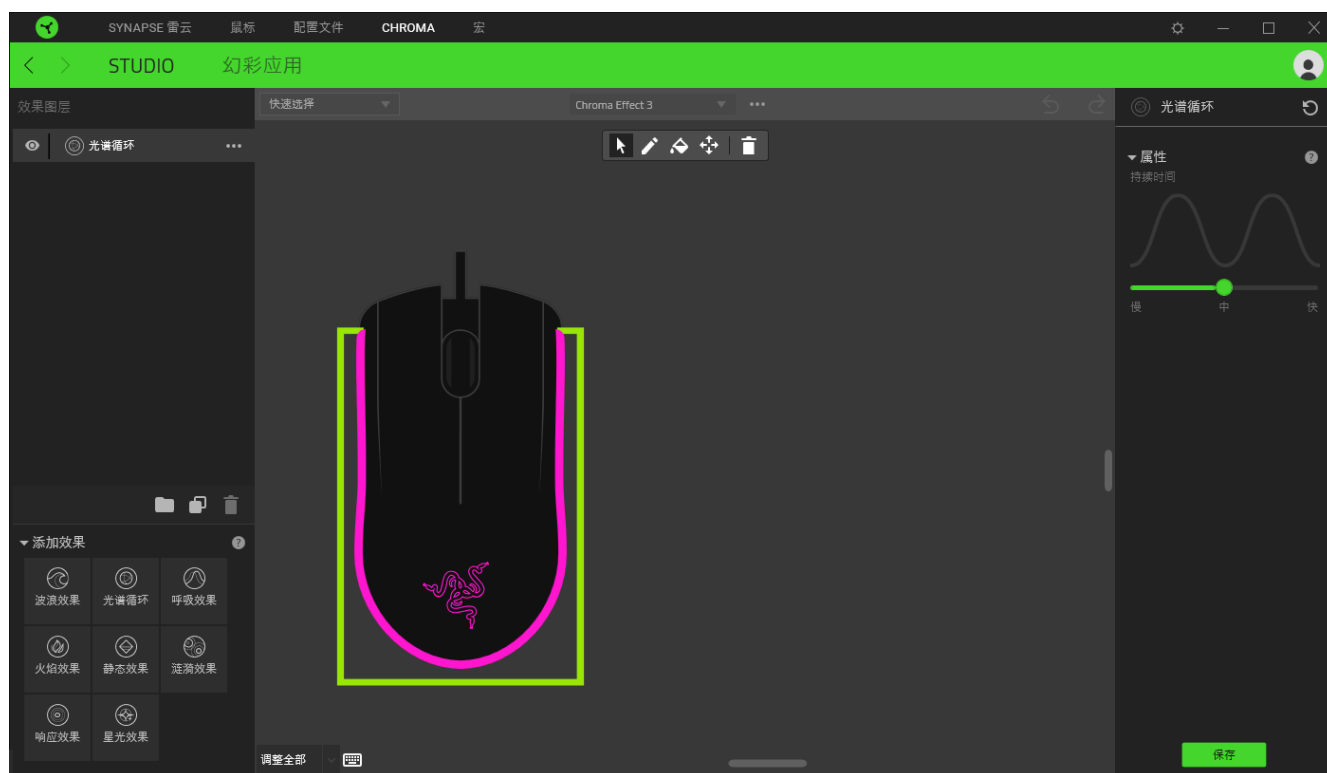 SYNAPSE 雷云 鼠标 配置文件 CHROMA 宏
STUDIO 幻彩应用
效果图层
快速选择
Chroma Effect 3
光谱循环
光谱循环
属性
持续时间
慢 中 快
添加效果
波浪效果 光谱循环 呼吸效果
火焰效果 静态效果 涟漪效果
响应效果 星光效果
调整全部
保存